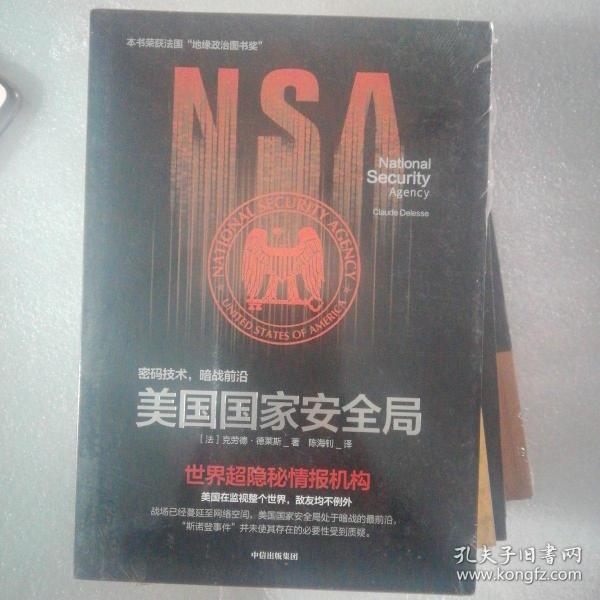 本书荣获法国“地缘政治图书奖”
NSA
National
Security
Agency
Claude Delesse
NATIONAL SECURITY AGENCY
UNITED STATES OF AMERICA
密码技术，暗战前沿
美国国家安全局
［法］克劳德·德莱斯_著 陈海钊_译
世界超隐秘情报机构
美国在监视整个世界，敌友均不例外
战场已经蔓延至网络空间，美国国家安全局处于暗战的最前沿，
“斯诺登事件”并未使其存在的必要性受到质疑。
中信出版集团
孔夫子旧书网
www.kongfz.com